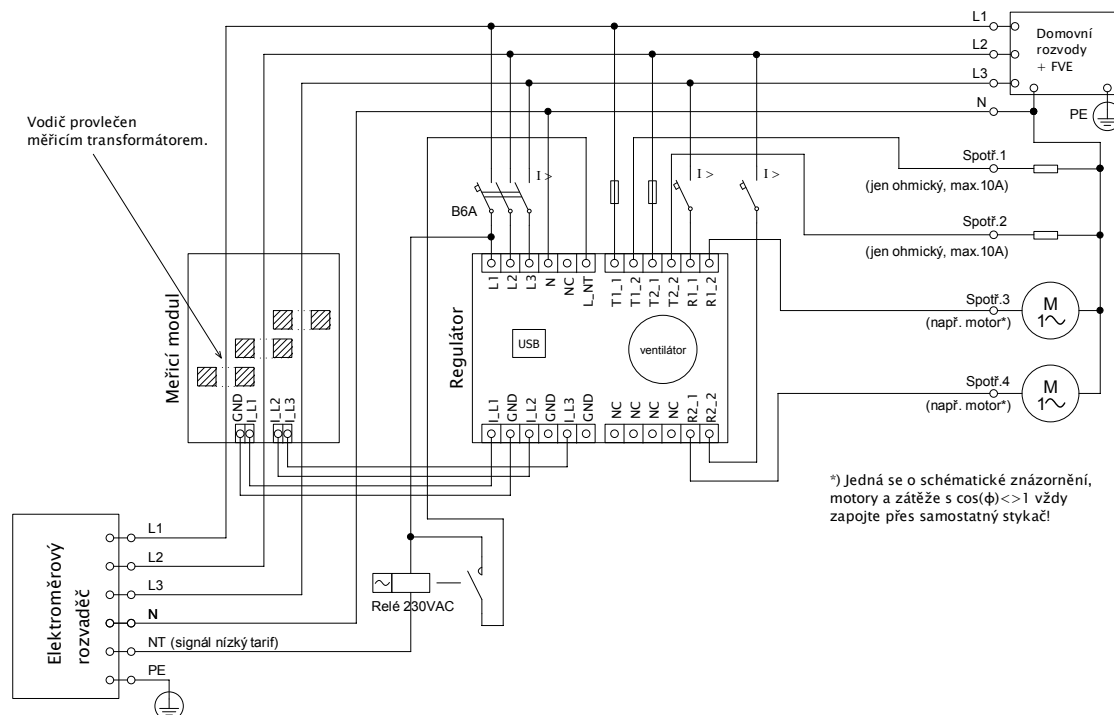 L1
L2
L3
N
Domovní
rozvody
+ FVE
PE
Vodič provlečen
měřicím transformátorem.
I >
I >
I >
B6A
Spotř.1
(jen ohmický, max.10A)
Spotř.2
(jen ohmický, max.10A)
Spotř.3
(např. motor*)
M
1
Spotř.4
(např. motor*)
M
1
Meřicí modul
GND
I_L1
I_L2
I_L3
Regulátor
L1
L2
L3
N
NC
L_NT
T1_1
T1_2
T2_1
T2_2
R1_1
R1_2
USB
ventilátor
I_L1
GND
I_L2
GND
I_L3
GND
NC
NC
NC
NC
R2_1
R2_2
*) Jedná se o schématické znázornění,
motory a zátěže s cos(ϕ)<>1 vždy
zapojte přes samostatný stykač!
Elektroměrový
rozvaděč
L1
L2
L3
N
NT (signál nízký tarif)
PE
Relé 230VAC